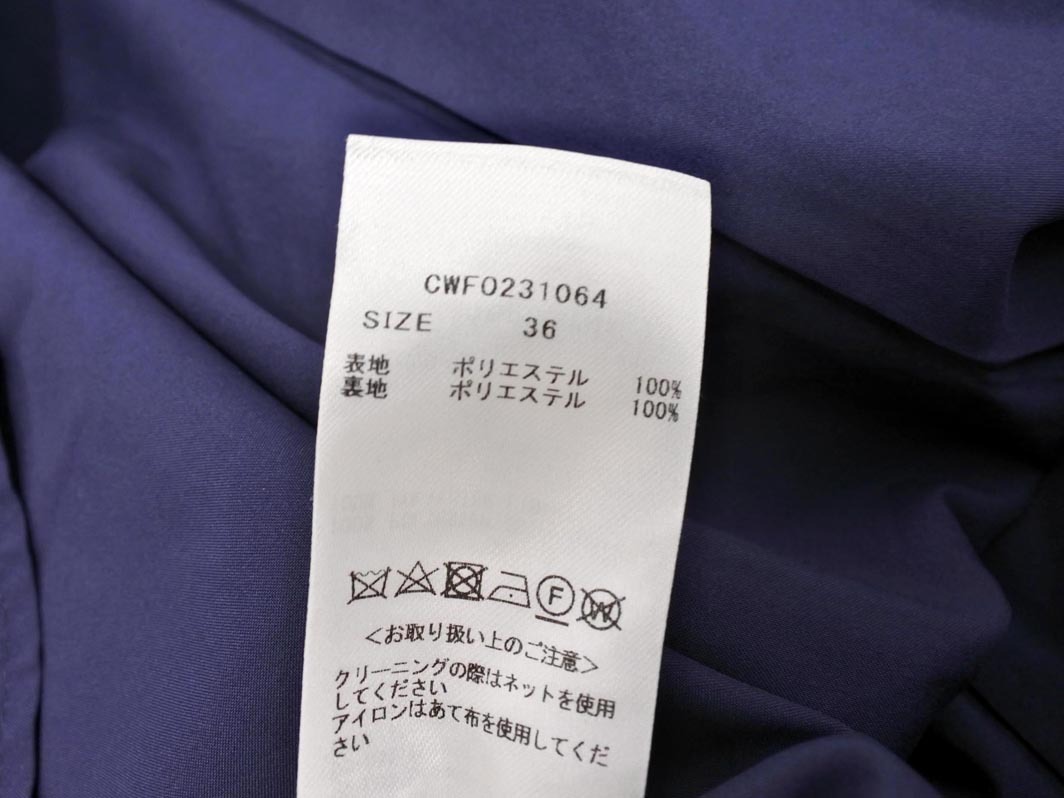 CWF0231064
SIZE 36
表地 ポリエステル 100%
裏地 ポリエステル 100%
F W
<お取り扱い上のご注意>
クリーニングの際はネットを使用
してください
アイロンはあて布を使用してくだ
さい